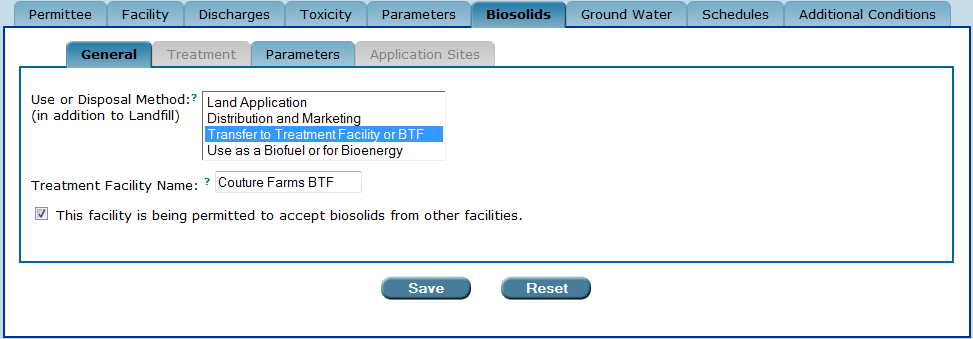 Permittee Facility Discharges Toxicity Parameters Biosolids Ground Water Schedules Additional Conditions
General Treatment Parameters Application Sites
Use or Disposal Method:?
(in addition to Landfill)
Land Application
Distribution and Marketing
Transfer to Treatment Facility or BTF
Use as a Biofuel or for Bioenergy
Treatment Facility Name: ? Couture Farms BTF
This facility is being permitted to accept biosolids from other facilities.
Save Reset